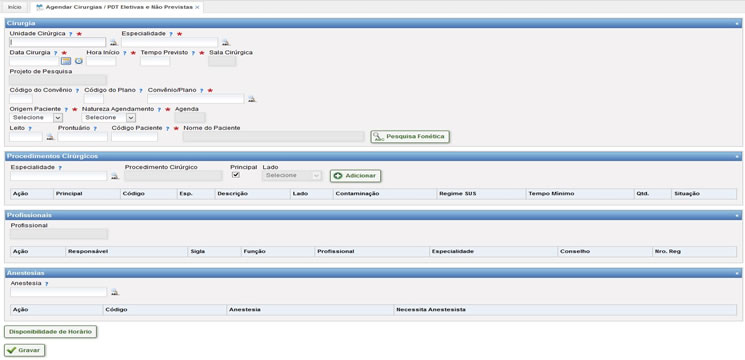 Início Agendar Cirurgias / PDT Eletivas e Não Previstas ×
Cirurgia
Unidade Cirúrgica ? * Especialidade ? *
Data Cirurgia ? * Hora Início ? * Tempo Previsto ? * Sala Cirúrgica
Projeto de Pesquisa
Código do Convênio ? * Código do Plano ? * Convênio/Plano ? *
Origem Paciente ? * Natureza Agendamento ? * Agenda
Selecione Selecione
Leito ? Prontuário ? Código Paciente ? * Nome do Paciente
ABC Pesquisa Fonética
Procedimentos Cirúrgicos
Especialidade ? Procedimento Cirúrgico Principal Lado
Selecione Adicionar
Ação Principal Código Esp. Descrição Lado Contaminação Regime SUS Tempo Mínimo Qtd. Situação
Profissionais
Profissional
Ação Responsável Sigla Função Profissional Especialidade Conselho Nro. Reg
Anestesias
Anestesia ?
Ação Código Anestesia Necessita Anestesista
Disponibilidade de Horário
Gravar